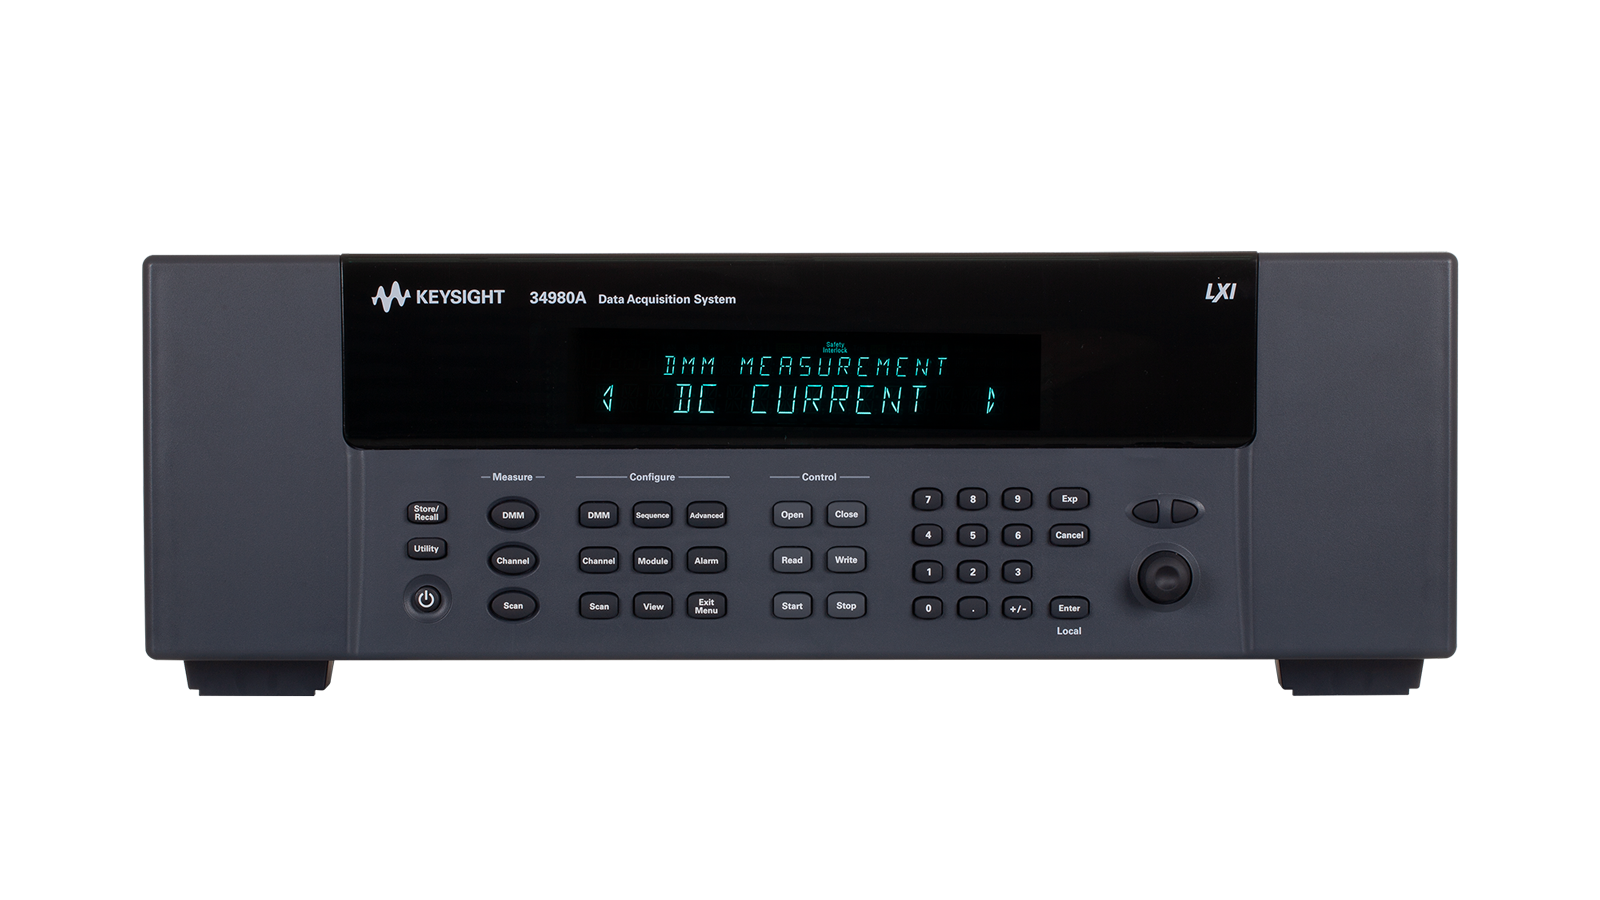 KEYSIGHT 34980A Data Acquisition System
LXI
Safety
Interlock
DMM MEASUREMENT
DC CURRENT
Measure
Configure
Control
Store/
Recall
DMM
DMM
Sequence
Advanced
Open
Close
7
8
9
Exp
4
5
6
Cancel
Utility
Channel
Channel
Module
Alarm
Read
Write
1
2
3
Scan
Scan
View
Exit
Menu
Start
Stop
0
.
+/-
Enter
Local